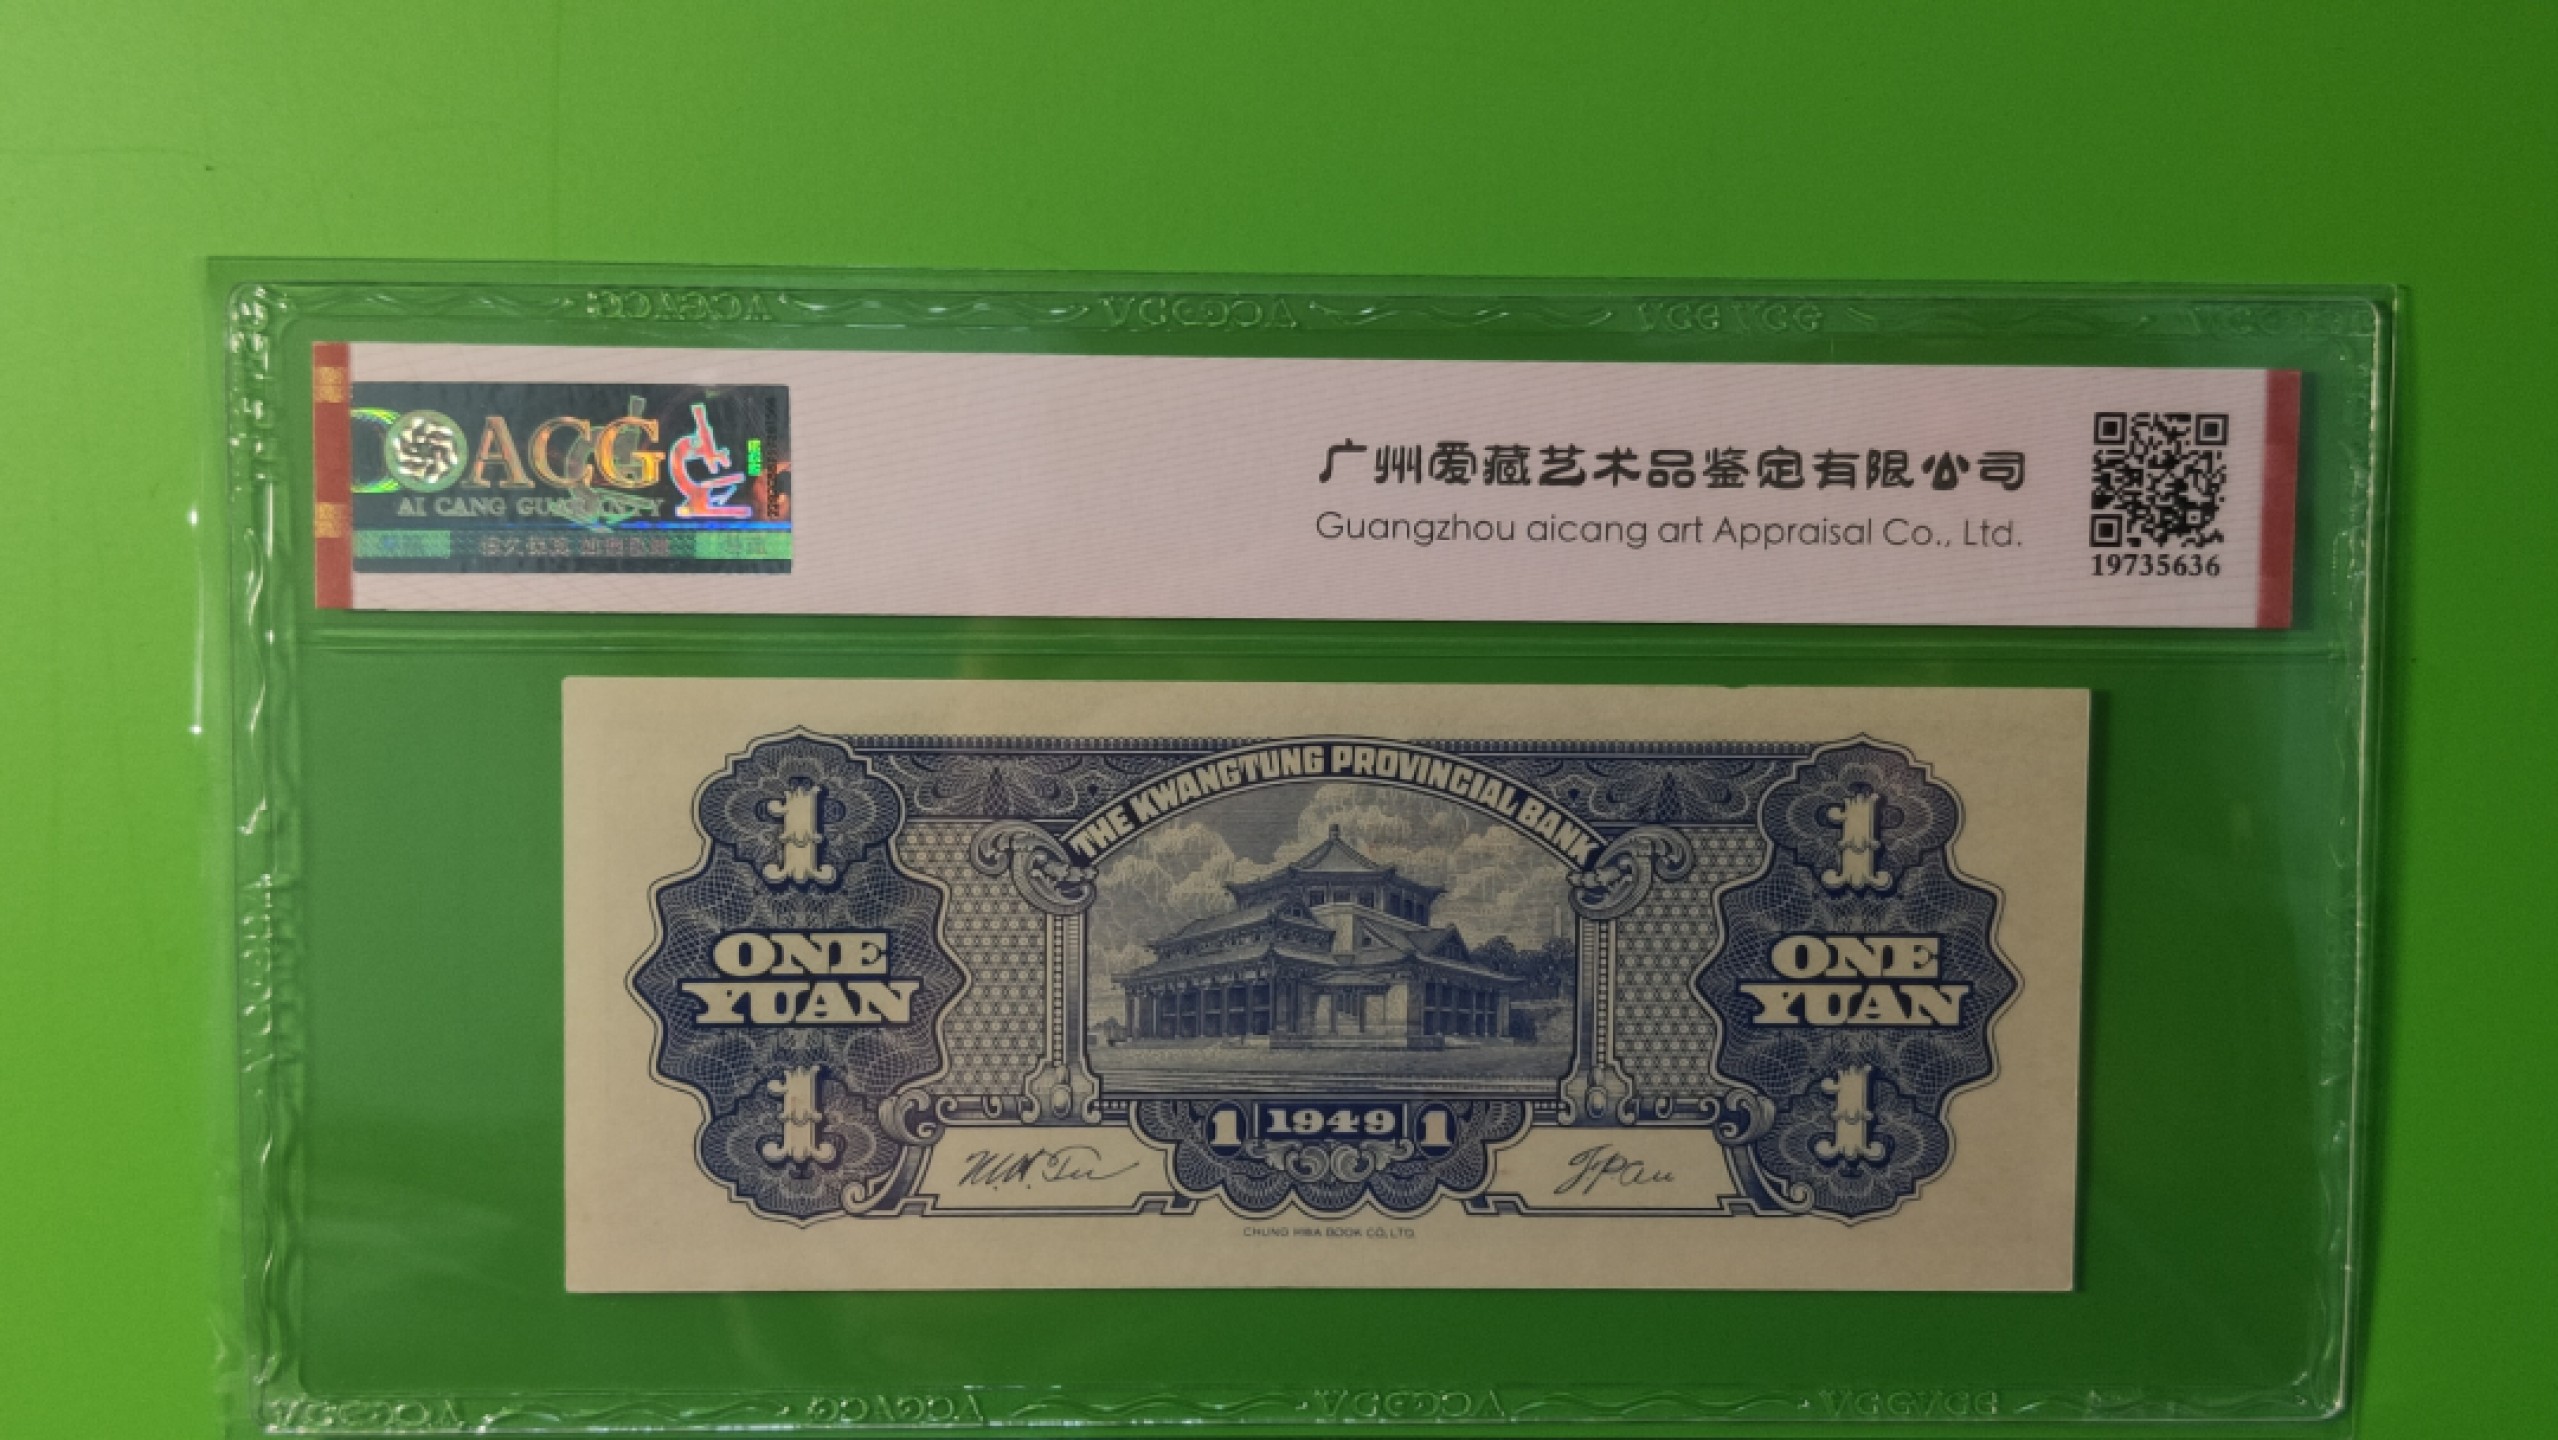 ACG
AI CANG GUARANTY
广州爱藏艺术品鉴定有限公司
Guangzhou aicang art Appraisal Co., Ltd.
19735636
THE KWANGTUNG PROVINCIAL BANK
1
1
ONE
YUAN
ONE
YUAN
1
1
1 1949 1
CHUNG HWA BOOK CO, LTD.